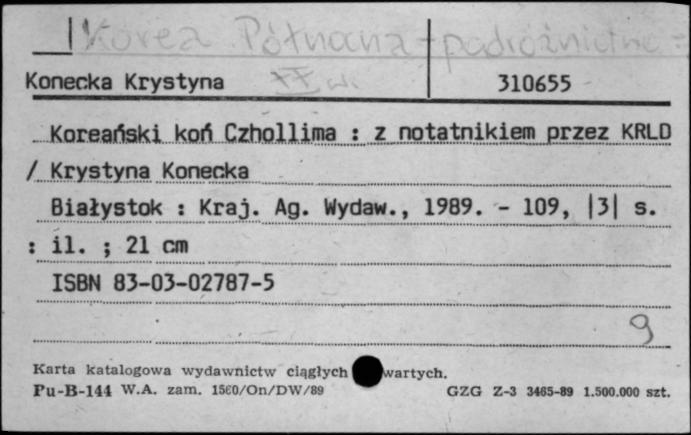 Korea Północna - podróżnictwo =
XX w.
Konecka Krystyna 310655
Koreański koń Czhollima : z notatnikiem przez KRLD
/ Krystyna Konecka
Białystok : Kraj. Ag. Wydaw., 1989. - 109, |3| s.
: il. ; 21 cm
ISBN 83-03-02787-5
9
Karta katalogowa wydawnictw ciągłych wartych.
Pu-B-144 W.A. zam. 1560/On/DW/89 GZG Z-3 3465-89 1.500.000 szt.